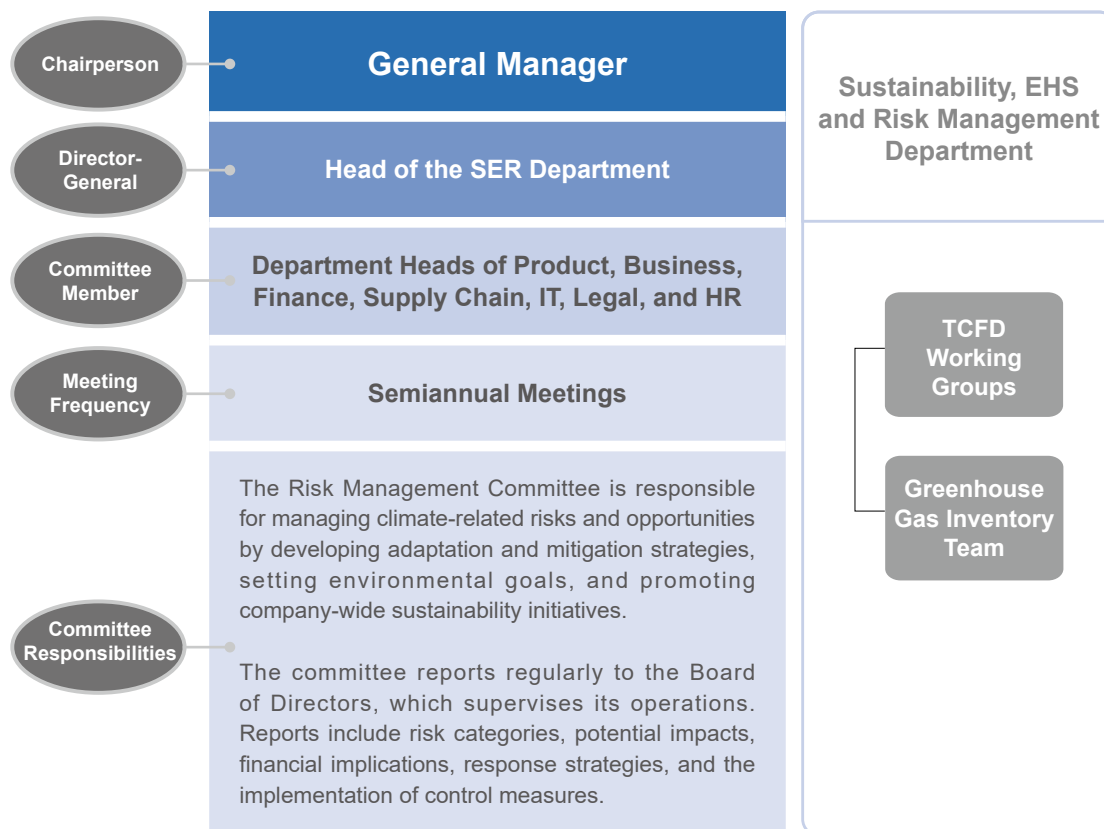 Chairperson
General Manager
Director-
General
Head of the SER Department
Committee
Member
Department Heads of Product, Business,
Finance, Supply Chain, IT, Legal, and HR
Meeting
Frequency
Semiannual Meetings
Committee
Responsibilities
The Risk Management Committee is responsible
for managing climate-related risks and opportunities
by developing adaptation and mitigation strategies,
setting environmental goals, and promoting
company-wide sustainability initiatives.
The committee reports regularly to the Board
of Directors, which supervises its operations.
Reports include risk categories, potential impacts,
financial implications, response strategies, and the
implementation of control measures.
Sustainability, EHS
and Risk Management
Department
TCFD
Working
Groups
Greenhouse
Gas Inventory
Team